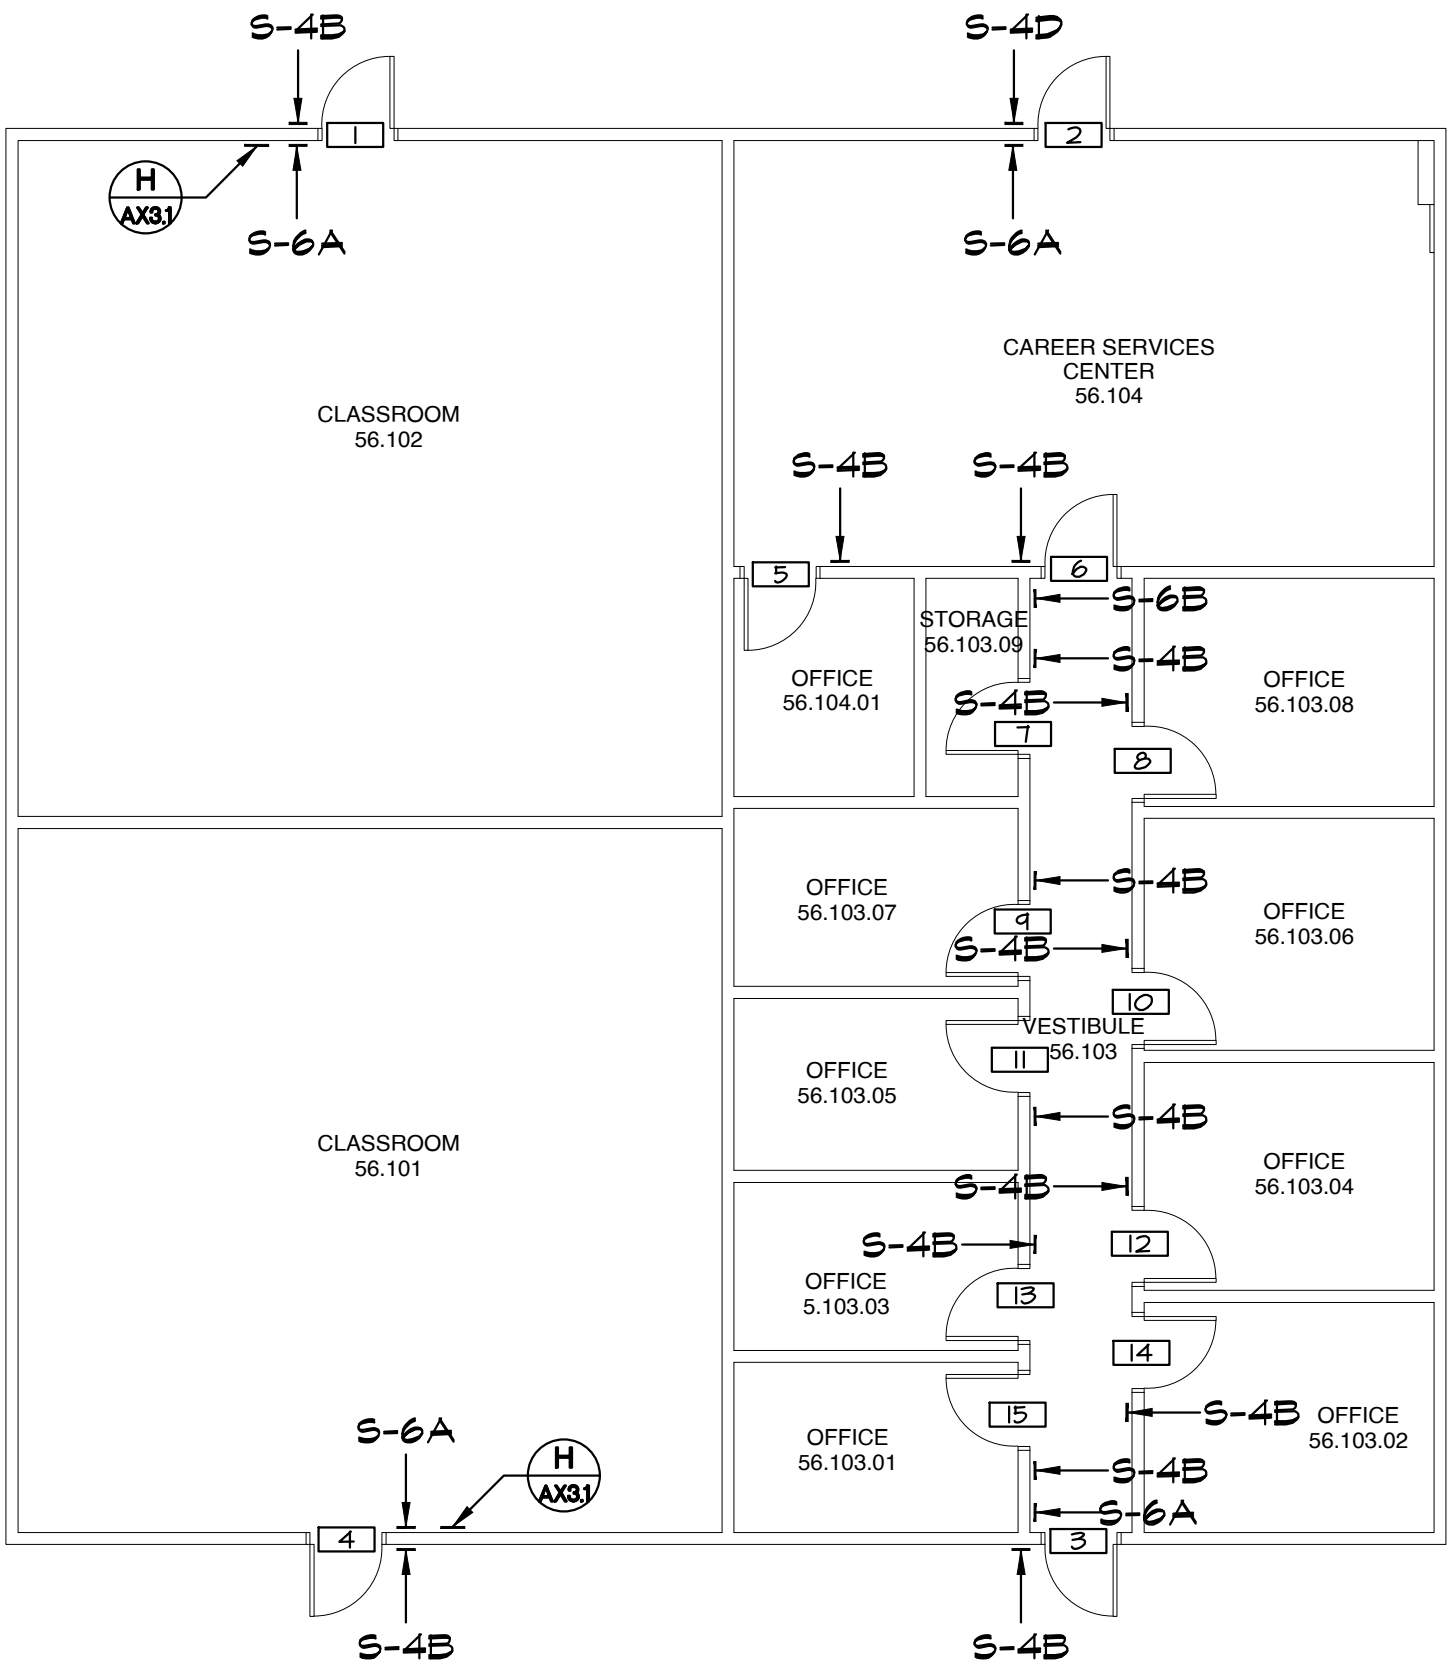 S-4B
S-4D
1
2
H
AX3.1
S-6A
S-6A
CAREER SERVICES
CENTER
56.104
CLASSROOM
56.102
S-4B
S-4B
5
6
S-6B
STORAGE
56.103.09
S-4B
OFFICE
56.104.01
S-4B
OFFICE
56.103.08
7
8
OFFICE
56.103.07
S-4B
9
S-4B
OFFICE
56.103.06
10
VESTIBULE
56.103
11
OFFICE
56.103.05
S-4B
CLASSROOM
56.101
S-4B
OFFICE
56.103.04
S-4B
12
OFFICE
5.103.03
13
14
S-6A
15
S-4B
OFFICE
56.103.02
OFFICE
56.103.01
H
AX3.1
S-4B
S-6A
4
3
S-4B
S-4B